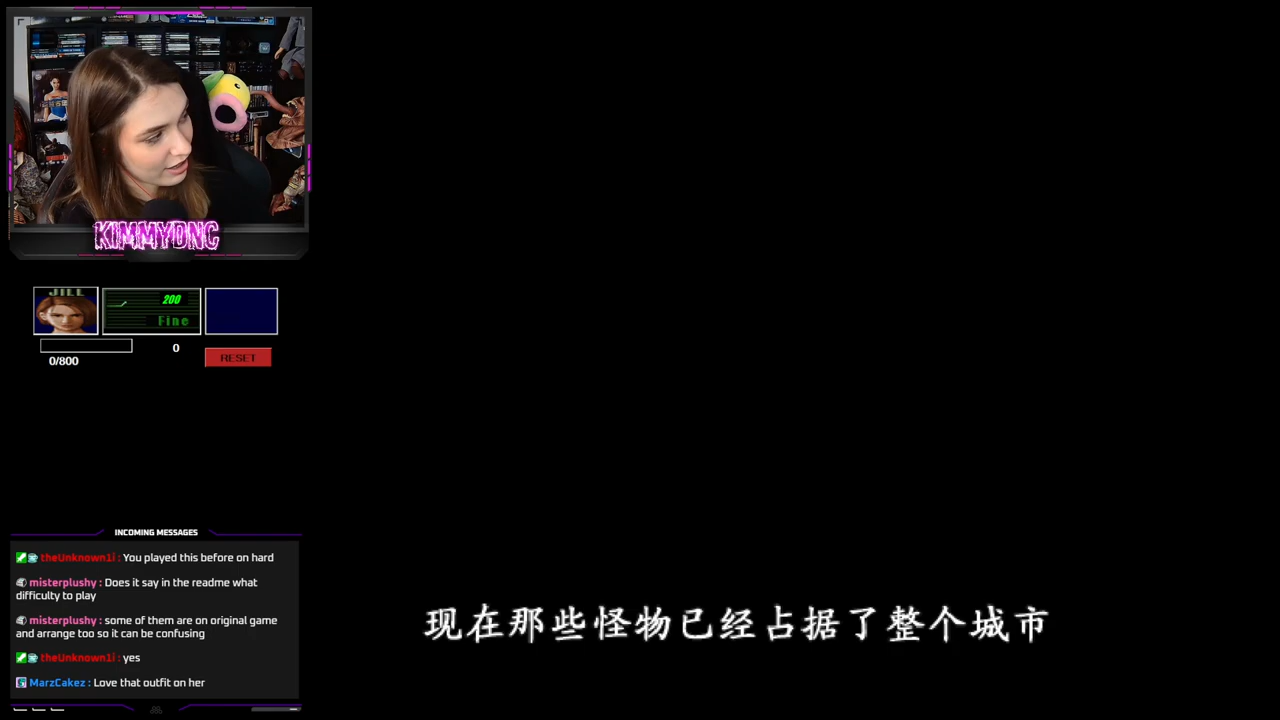 KIMMYDNC
JILL
200
Fine
0/800
0
RESET
INCOMING MESSAGES
theUnknown1i : You played this before on hard
misterplushy : Does it say in the readme what
difficulty to play
misterplushy : some of them are on original game
and arrange too so it can be confusing
theUnknown1i : yes
MarzCakez : Love that outfit on her
现在那些怪物已经占据了整个城市